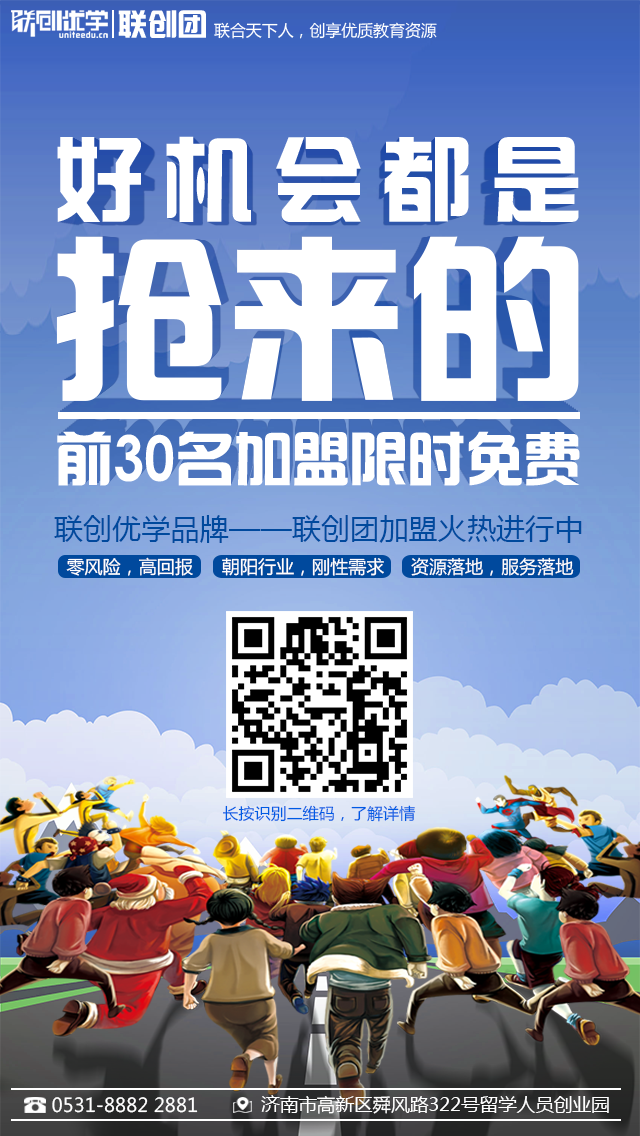 联创优学 联创团 联合天下人，创享优质教育资源
uniteedu.cn
好机会都是
抢来的
前30名加盟限时免费
联创优学品牌——联创团加盟火热进行中
零风险，高回报 朝阳行业，刚性需求 资源落地，服务落地
长按识别二维码，了解详情
0531-8882 2881 济南市高新区舜风路322号留学人员创业园